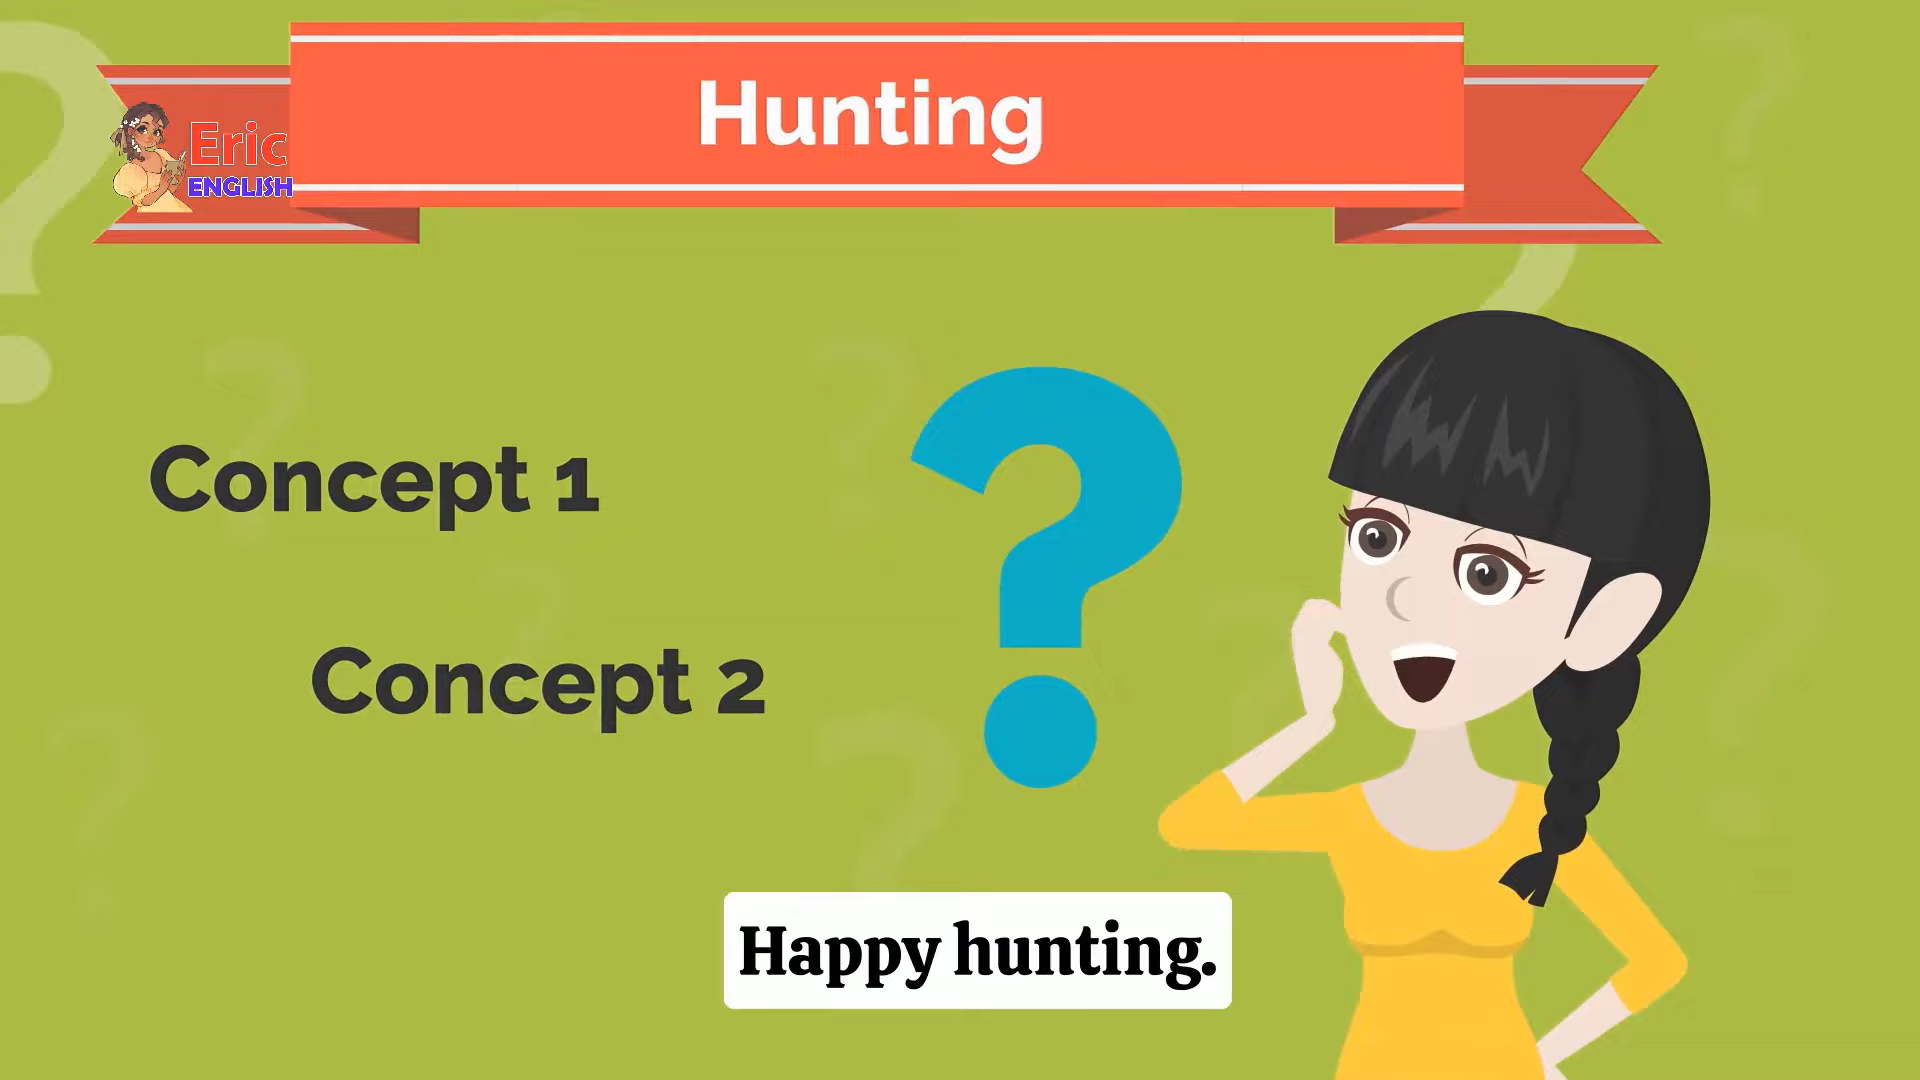 Hunting
Eric
ENGLISH
Concept 1
Concept 2
Happy hunting.